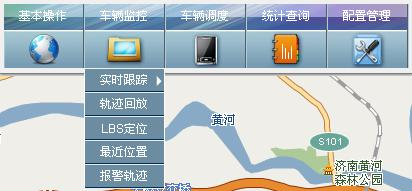 基本操作
车辆监控
车辆调度
统计查询
配置管理
实时跟踪
轨迹回放
LBS定位
最近位置
报警轨迹
黄河
S101
济南黄河
森林公园